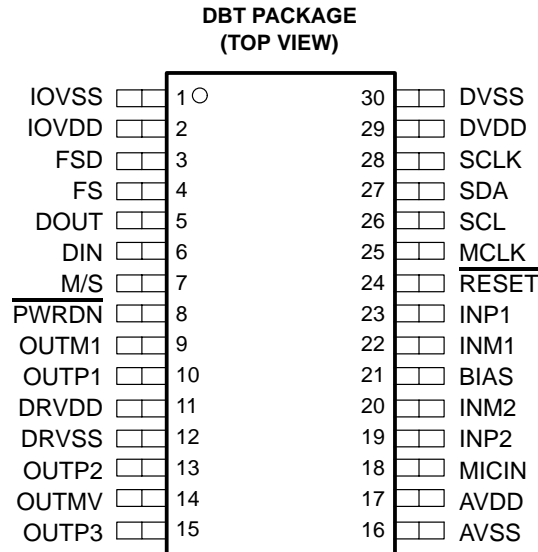 DBT PACKAGE
(TOP VIEW)
IOVSS 1 30 DVSS
IOVDD 2 29 DVDD
FSD 3 28 SCLK
FS 4 27 SDA
DOUT 5 26 SCL
DIN 6 25 MCLK
M/S 7 24 RESET
PWRDN 8 23 INP1
OUTM1 9 22 INM1
OUTP1 10 21 BIAS
DRVDD 11 20 INM2
DRVSS 12 19 INP2
OUTP2 13 18 MICIN
OUTMV 14 17 AVDD
OUTP3 15 16 AVSS